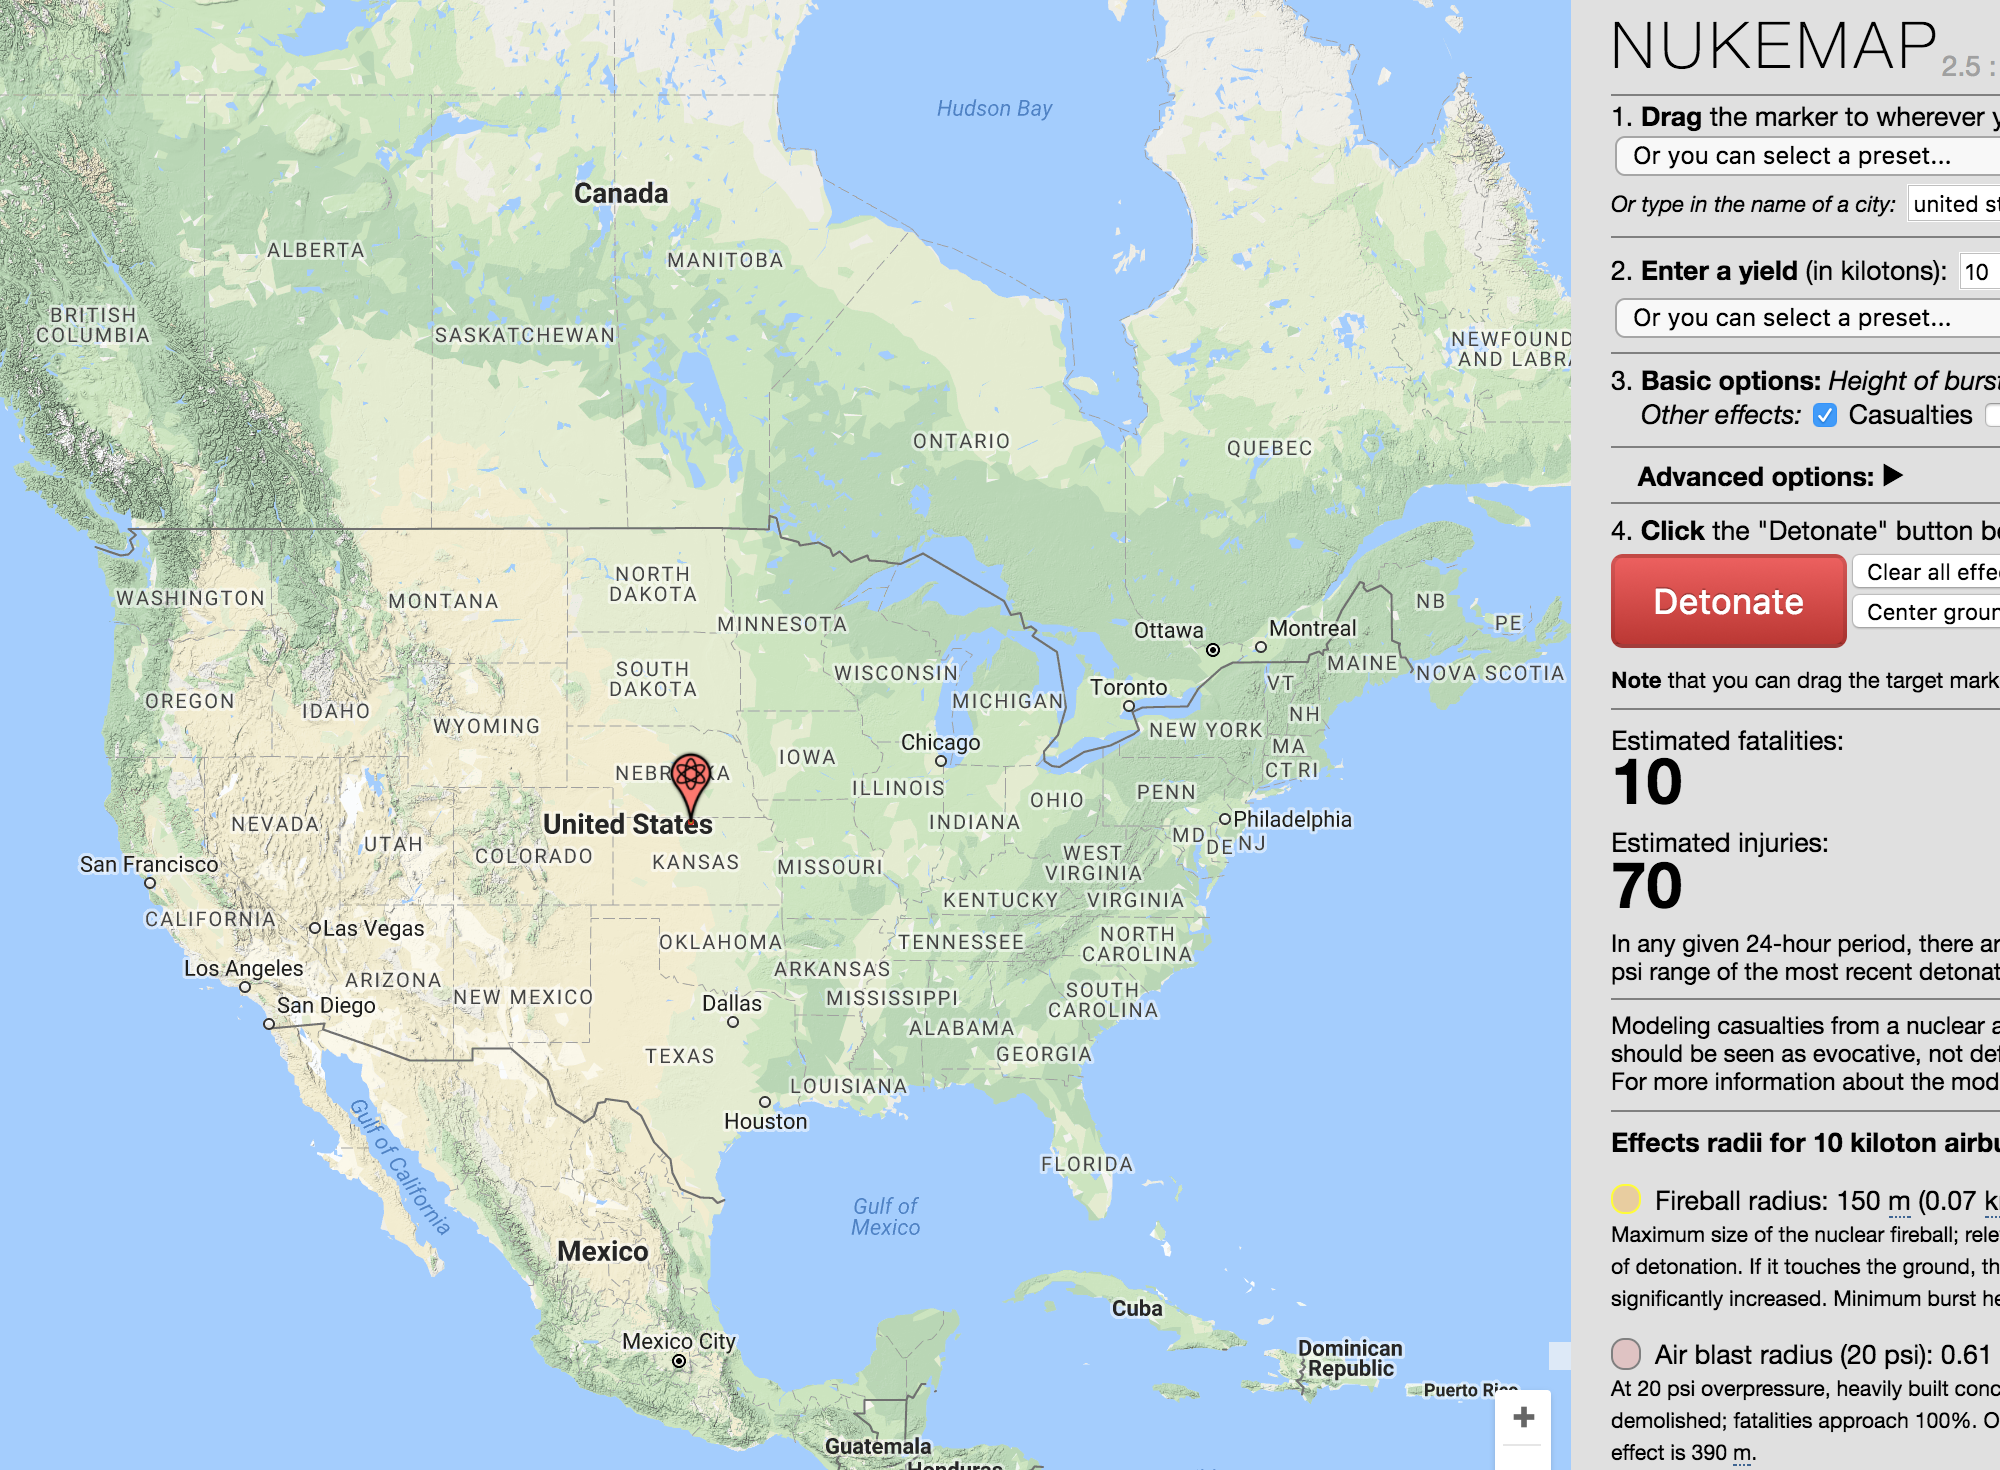 Hudson Bay
Canada
ALBERTA
MANITOBA
BRITISH
COLUMBIA
SASKATCHEWAN
NEWFOUND
AND LABR
ONTARIO
QUEBEC
WASHINGTON
MONTANA
NORTH
DAKOTA
MINNESOTA
NB
PE
Ottawa
Montreal
MAINE
NOVA SCOTIA
OREGON
IDAHO
SOUTH
DAKOTA
WISCONSIN
MICHIGAN
Toronto
VT
NH
WYOMING
NEW YORK
MA
CT RI
Chicago
IOWA
NEBR KA
ILLINOIS
OHIO
PENN
NEVADA
UTAH
United States
INDIANA
Philadelphia
MD
DE
NJ
COLORADO
KANSAS
MISSOURI
WEST
VIRGINIA
San Francisco
KENTUCKY
VIRGINIA
CALIFORNIA
Las Vegas
OKLAHOMA
TENNESSEE
NORTH
CAROLINA
Los Angeles
ARIZONA
ARKANSAS
San Diego
NEW MEXICO
Dallas
MISSISSIPPI
SOUTH
CAROLINA
ALABAMA
TEXAS
GEORGIA
LOUISIANA
Houston
Gulf of California
FLORIDA
Gulf of
Mexico
Mexico
Cuba
Mexico City
Dominican
Republic
Puerto Rico
Guatemala
Honduras
NUKEMAP 2.5 :
1. Drag the marker to wherever y
Or you can select a preset...
Or type in the name of a city: united st
2. Enter a yield (in kilotons): 10
Or you can select a preset...
3. Basic options: Height of burst
Other effects: Casualties
Advanced options:
4. Click the "Detonate" button be
Detonate
Clear all effe
Center groun
Note that you can drag the target mark
Estimated fatalities:
10
Estimated injuries:
70
In any given 24-hour period, there ar
psi range of the most recent detonat
Modeling casualties from a nuclear a
should be seen as evocative, not def
For more information about the mod
Effects radii for 10 kiloton airbu
Fireball radius: 150 m (0.07 k
Maximum size of the nuclear fireball; rele
of detonation. If it touches the ground, th
significantly increased. Minimum burst he
Air blast radius (20 psi): 0.61
At 20 psi overpressure, heavily built conc
demolished; fatalities approach 100%. O
effect is 390 m.
+